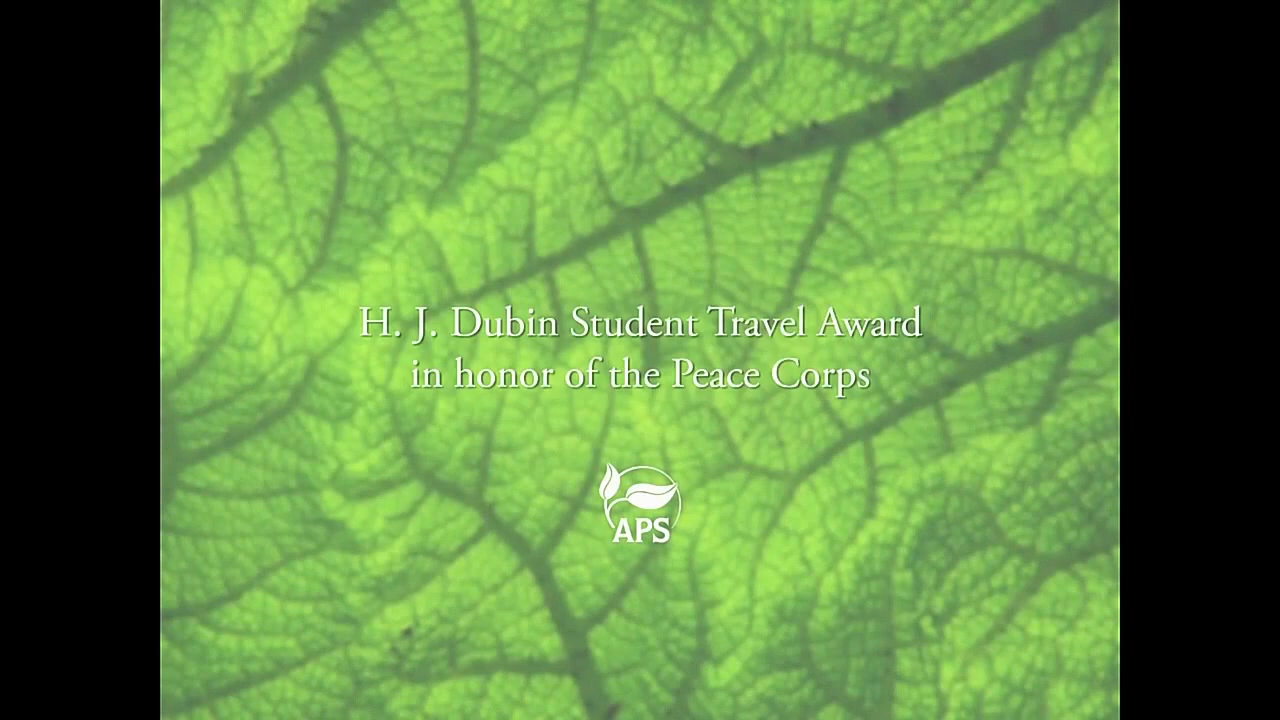 H. J. Dubin Student Travel Award
in honor of the Peace Corps
APS